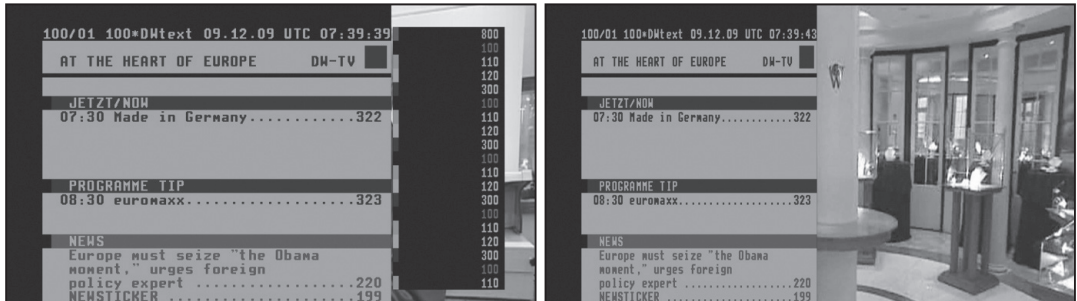 100/01 100*DWtext 09.12.09 UTC 07:39:39
AT THE HEART OF EUROPE DW-TV
JETZT/NOW
07:30 Made in Germany............322
PROGRAMME TIP
08:30 euromaxx..................323
NEWS
Europe must seize "the Obama
moment," urges foreign
policy expert ..................220
NEWSTICKER .....................199
800
100
110
120
300
100
110
120
300
100
110
120
300
100
110
120
300
100
110
100/01 100*DWtext 09.12.09 UTC 07:39:43
AT THE HEART OF EUROPE DW-TV
JETZT/NOW
07:30 Made in Germany............322
PROGRAMME TIP
08:30 euromaxx..................323
NEWS
Europe must seize "the Obama
moment," urges foreign
policy expert ..................220
NEWSTICKER .....................199
W